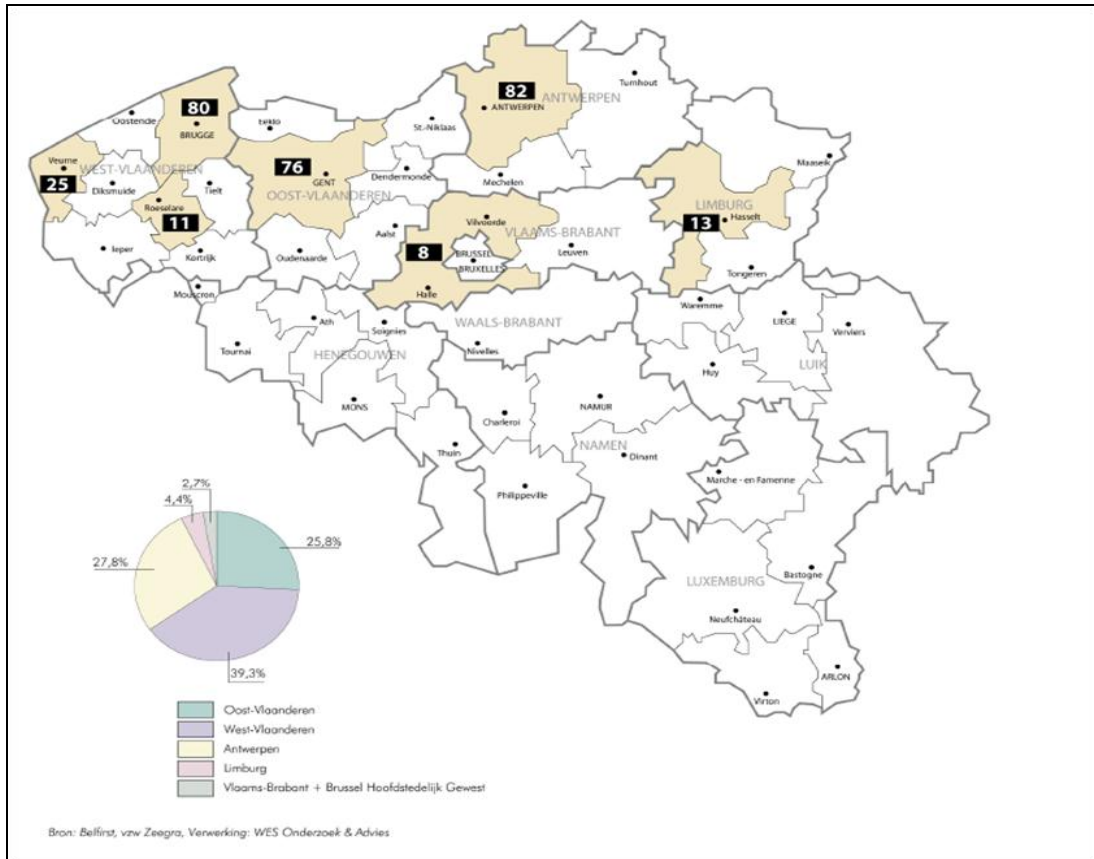 82
ANTWERPEN
ANTWERPEN
Turnhout
80
BRUGGE
Oostende
Eeklo
St.-Niklaas
Veurne
25
WEST-VLAANDEREN
Diksmuide
Tielt
Roeselare
11
76
GENT
OOST-VLAANDEREN
Dendermonde
Mechelen
Maaseik
LIMBURG
Hasselt
13
Vilvoorde
VLAAMS-BRABANT
Aalst
8
BRUSSEL
BRUXELLES
Leuven
Ieper
Kortrijk
Oudenaarde
Halle
Tongeren
Mouscron
Ath
Soignies
WAALS-BRABANT
Waremme
LIEGE
Verviers
Tournai
HENEGOUWEN
Nivelles
Huy
LUIK
MONS
Charleroi
NAMUR
Thuin
NAMEN
Dinant
Marche - en Famenne
Philippeville
LUXEMBURG
Bastogne
Neufchâteau
ARLON
Virton
2,7%
4,4%
27,8%
25,8%
39,3%
Oost-Vlaanderen
West-Vlaanderen
Antwerpen
Limburg
Vlaams-Brabant + Brussel Hoofdstedelijk Gewest
Bron: Belfirst, vzw Zeegra, Verwerking: WES Onderzoek & Advies